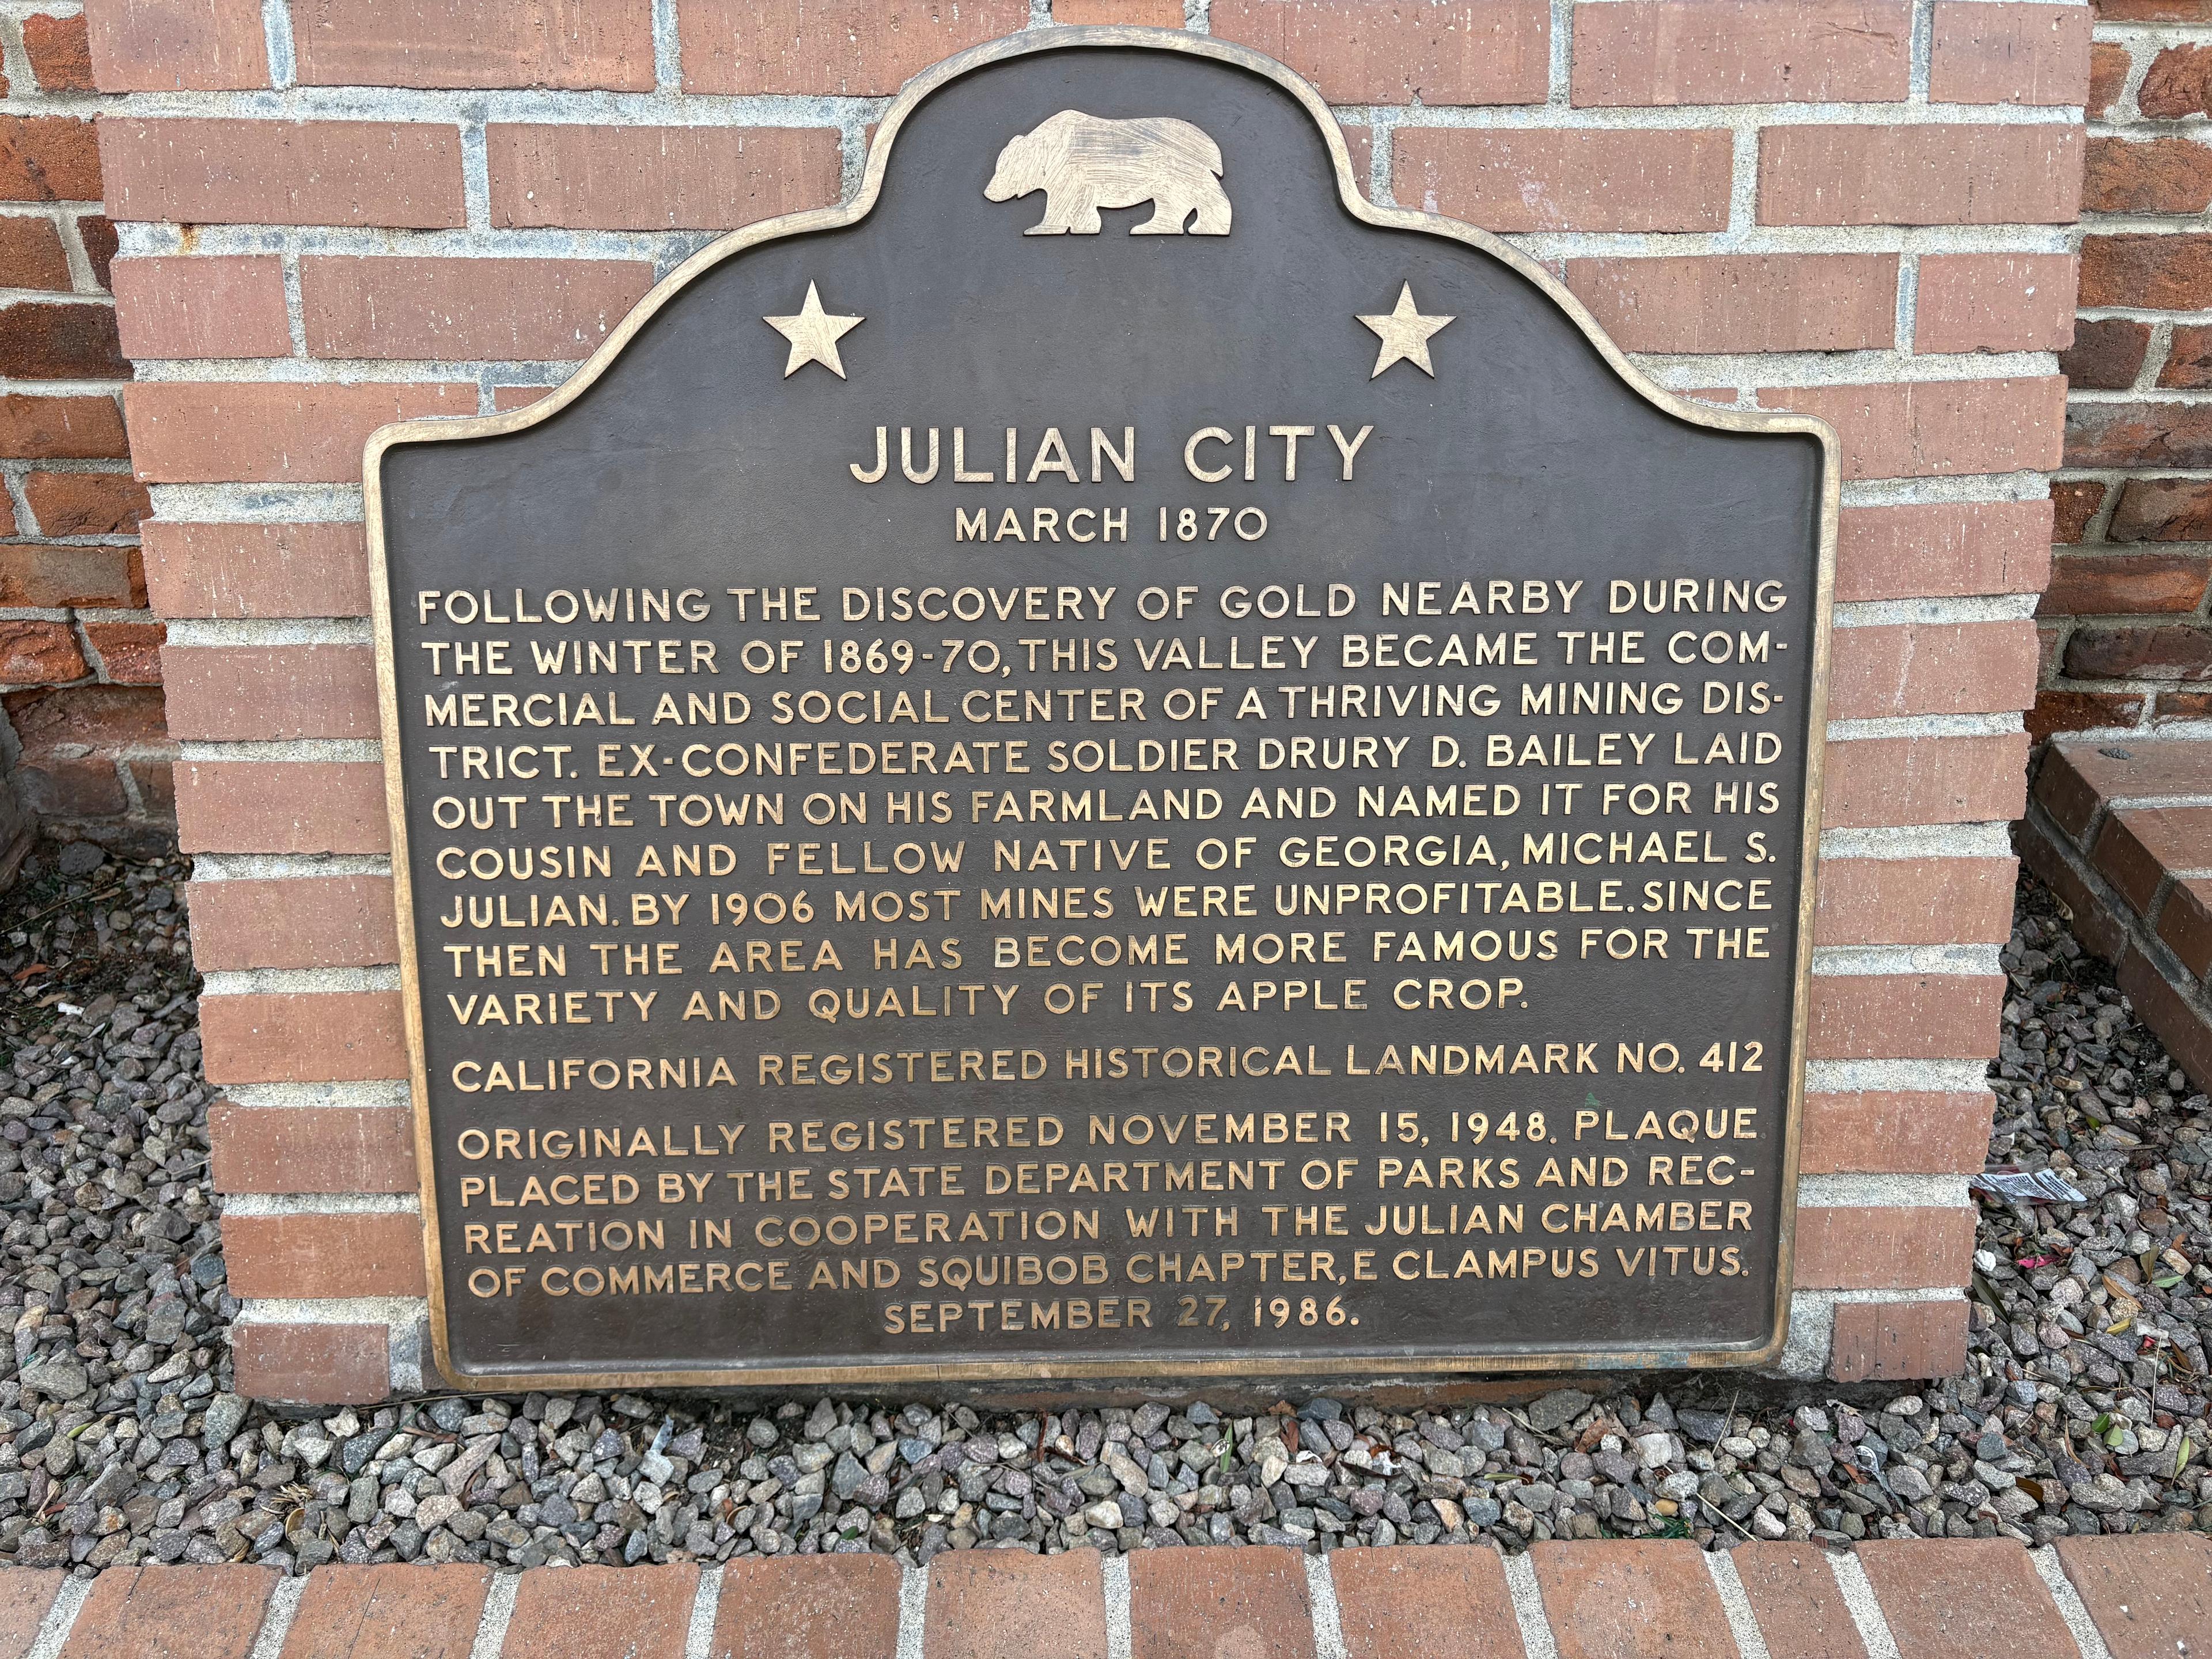 JULIAN CITY
MARCH 1870
FOLLOWING THE DISCOVERY OF GOLD NEARBY DURING
THE WINTER OF 1869-70, THIS VALLEY BECAME THE COM-
MERCIAL AND SOCIAL CENTER OF A THRIVING MINING DIS-
TRICT. EX-CONFEDERATE SOLDIER DRURY D. BAILEY LAID
OUT THE TOWN ON HIS FARMLAND AND NAMED IT FOR HIS
COUSIN AND FELLOW NATIVE OF GEORGIA, MICHAEL S.
JULIAN. BY 1906 MOST MINES WERE UNPROFITABLE. SINCE
THEN THE AREA HAS BECOME MORE FAMOUS FOR THE
VARIETY AND QUALITY OF ITS APPLE CROP.
CALIFORNIA REGISTERED HISTORICAL LANDMARK NO. 412
ORIGINALLY REGISTERED NOVEMBER 15, 1948. PLAQUE
PLACED BY THE STATE DEPARTMENT OF PARKS AND REC-
REATION IN COOPERATION WITH THE JULIAN CHAMBER
OF COMMERCE AND SQUIBOB CHAPTER, E CLAMPUS VITUS.
SEPTEMBER 27, 1986.